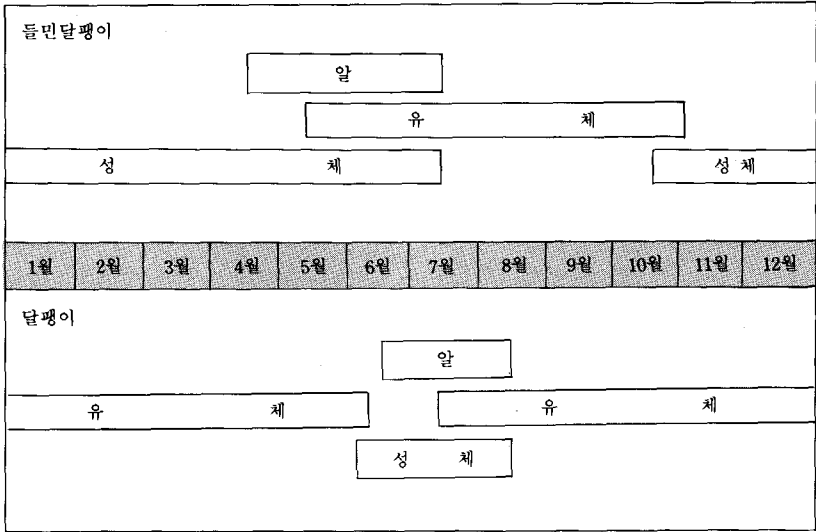 들민달팽이
알
유 체
성 체 성 체
1월 2월 3월 4월 5월 6월 7월 8월 9월 10월 11월 12월
달팽이
알
유 체 유 체
성 체